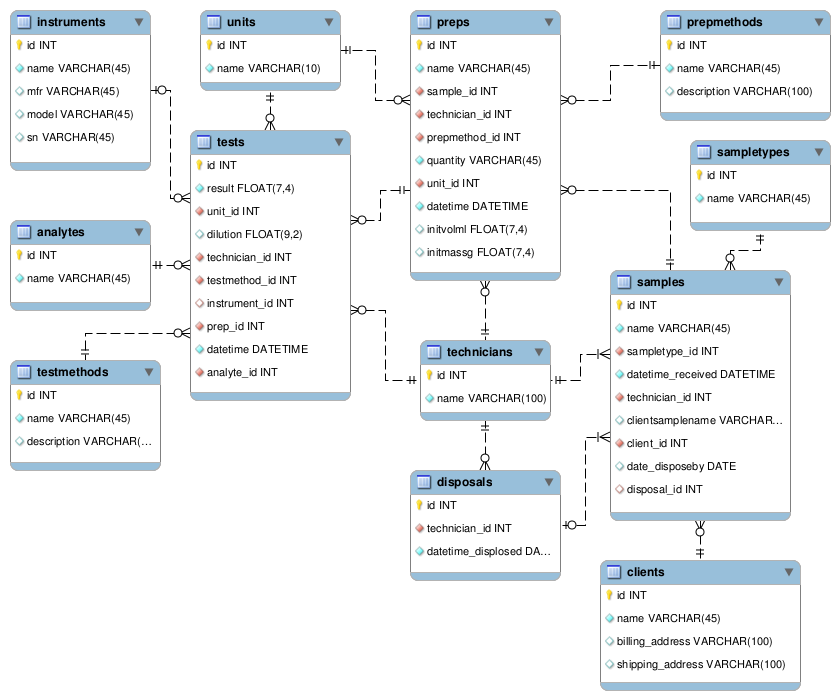 instruments
id INT
name VARCHAR(45)
mfr VARCHAR(45)
model VARCHAR(45)
sn VARCHAR(45)
units
id INT
name VARCHAR(10)
preps
id INT
name VARCHAR(45)
sample_id INT
technician_id INT
prepmethod_id INT
quantity VARCHAR(45)
unit_id INT
datetime DATETIME
initvolml FLOAT(7,4)
initmassg FLOAT(7,4)
prepmethods
id INT
name VARCHAR(45)
description VARCHAR(100)
tests
id INT
result FLOAT(7,4)
unit_id INT
dilution FLOAT(9,2)
technician_id INT
testmethod_id INT
instrument_id INT
prep_id INT
datetime DATETIME
analyte_id INT
sampletypes
id INT
name VARCHAR(45)
analytes
id INT
name VARCHAR(45)
samples
id INT
name VARCHAR(45)
sampletype_id INT
datetime_received DATETIME
technician_id INT
clientsamplename VARCHAR...
client_id INT
date_disposeby DATE
disposal_id INT
technicians
id INT
name VARCHAR(100)
testmethods
id INT
name VARCHAR(45)
description VARCHAR(...
disposals
id INT
technician_id INT
datetime_displosed DA...
clients
id INT
name VARCHAR(45)
billing_address VARCHAR(100)
shipping_address VARCHAR(100)